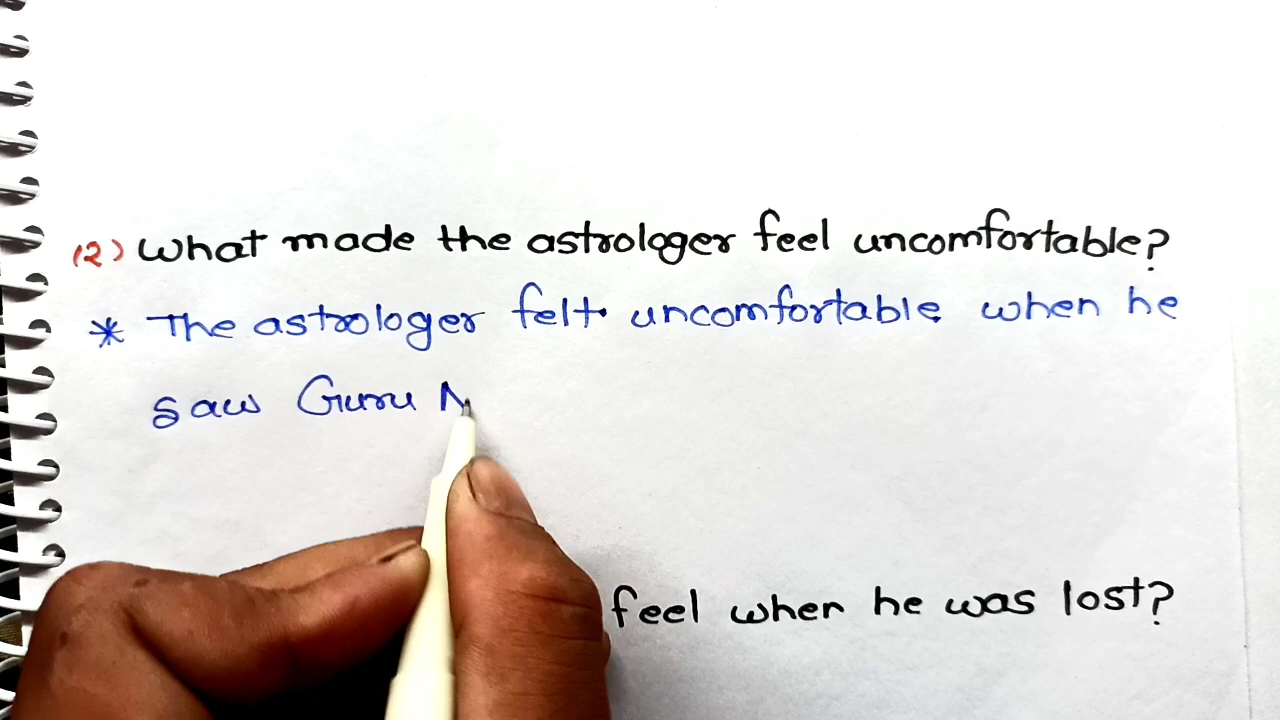 12) What made the astrologer feel uncomfortable?
* The astrologer felt uncomfortable when he
saw Guru N
feel when he was lost?